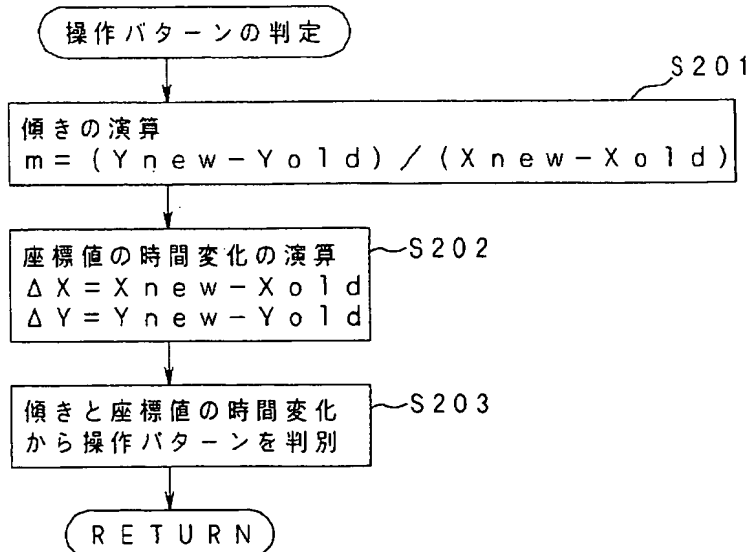 操作パターンの判定
S201
傾きの演算
m=(Ynew-Yold)/(Xnew-Xold)
座標値の時間変化の演算
S202
ΔX=Xnew-Xold
ΔY=Ynew-Yold
傾きと座標値の時間変化
S203
から操作パターンを判別
RETURN